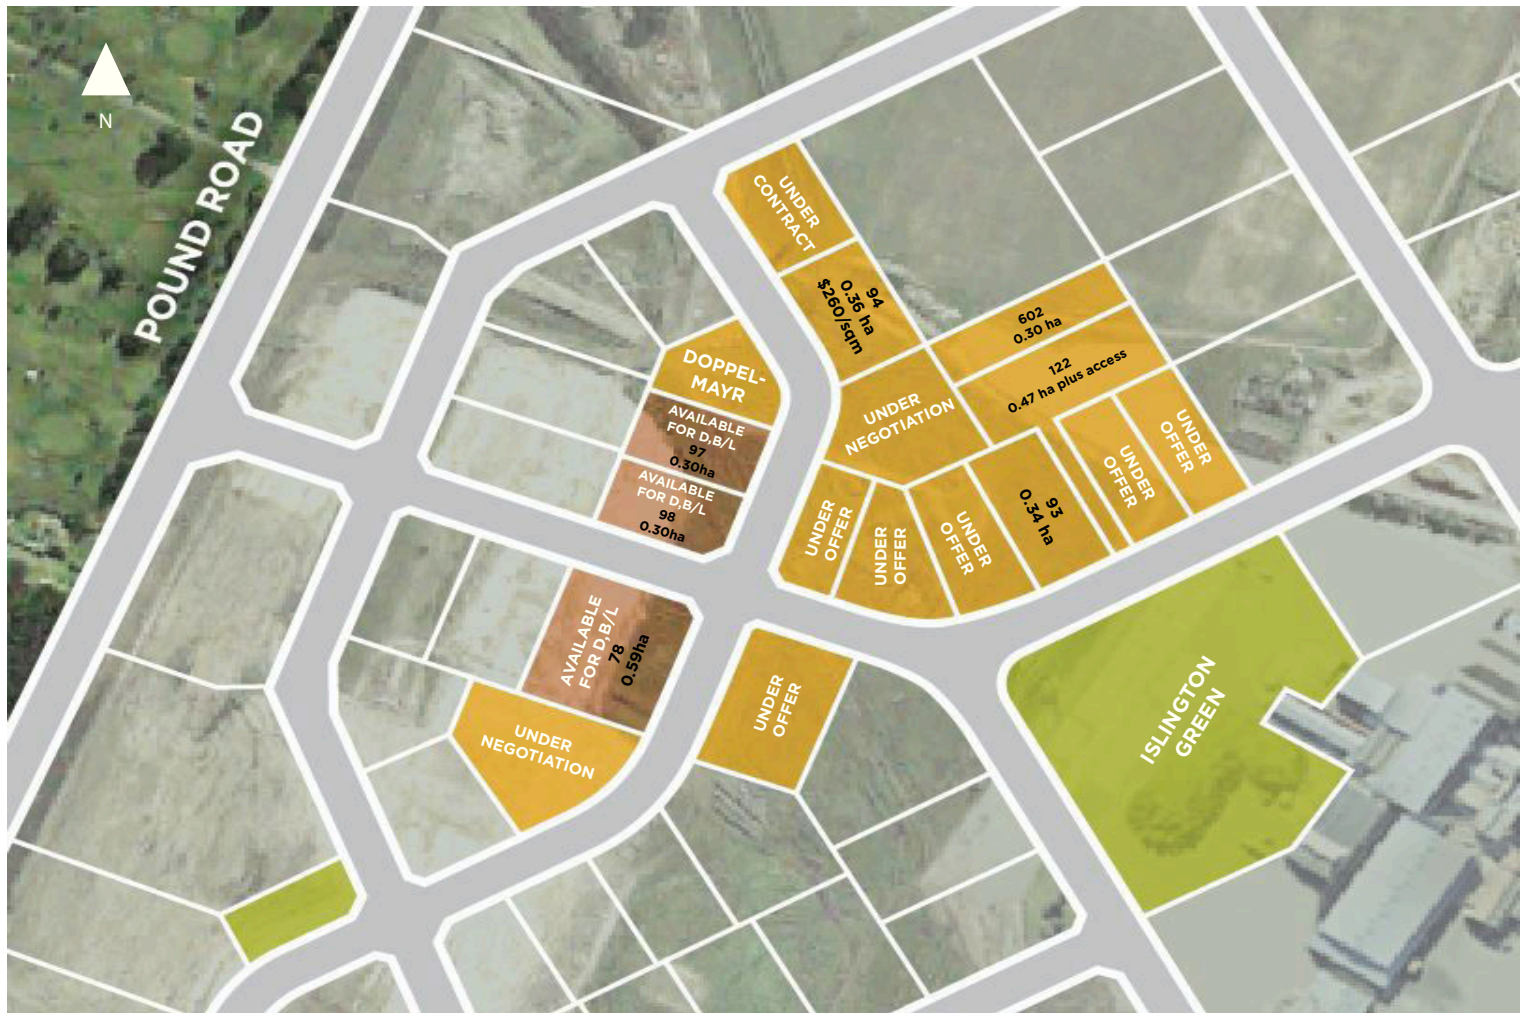 N
POUND ROAD
UNDER
CONTRACT
94
0.36 ha
$260/sqm
602
0.30 ha
122
0.47 ha plus access
DOPPEL-
MAYR
AVAILABLE
FOR D,B/L
97
0.30ha
AVAILABLE
FOR D,B/L
98
0.30ha
UNDER
NEGOTIATION
UNDER
OFFER
UNDER
OFFER
UNDER
OFFER
93
0.34 ha
UNDER
OFFER
UNDER
OFFER
AVAILABLE
FOR D,B/L
78
0.59ha
UNDER
NEGOTIATION
UNDER
OFFER
ISLINGTON
GREEN